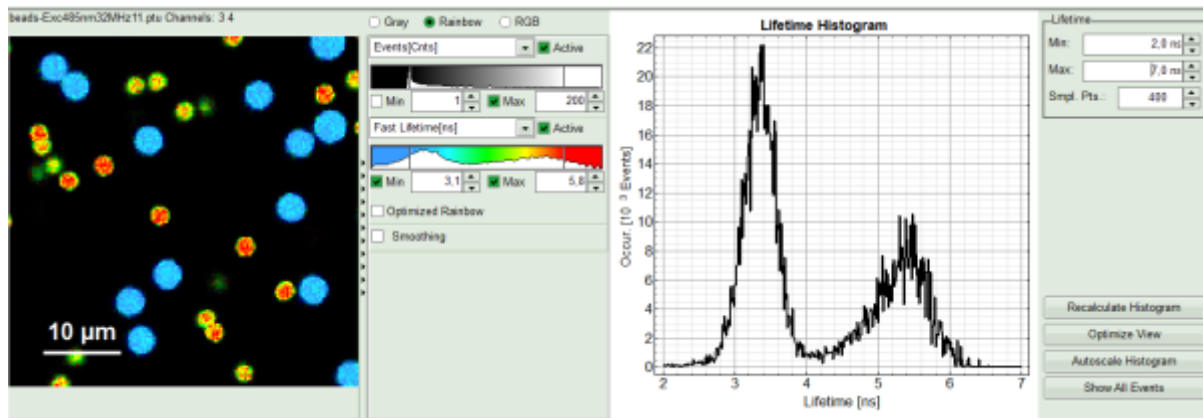 beads-Exc485nm32MHz11.ptu Channels: 3 4
10 µm
Gray Rainbow RGB
Events[Cnts] Active
Min 1 Max 200
Fast Lifetime[ns] Active
Min 3,1 Max 5,8
Optimized Rainbow
Smoothing
Lifetime Histogram
Occur. [10 3 Events]
22
20
18
16
14
12
10
8
6
4
2
0
2 3 4 5 6 7
Lifetime [ns]
Lifetime
Min: 2,0 ns
Max: 7,0 ns
Smpl. Pts.: 400
Recalculate Histogram
Optimize View
Autoscale Histogram
Show All Events